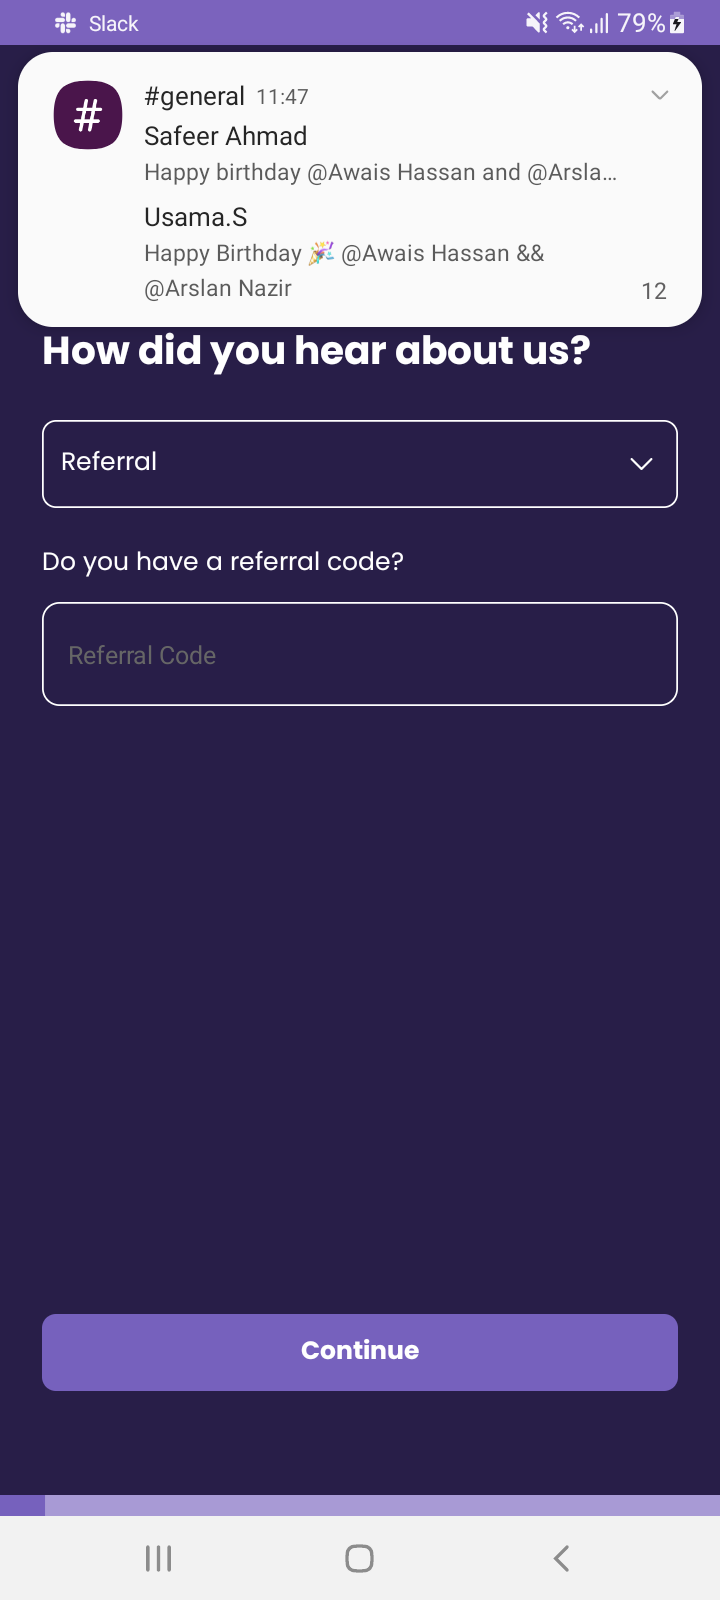 Slack 79%
#general 11:47
Safeer Ahmad
Happy birthday @Awais Hassan and @Arsla...
Usama.S
Happy Birthday 🎉 @Awais Hassan &&
@Arslan Nazir 12
How did you hear about us?
Referral
Do you have a referral code?
Referral Code
Continue